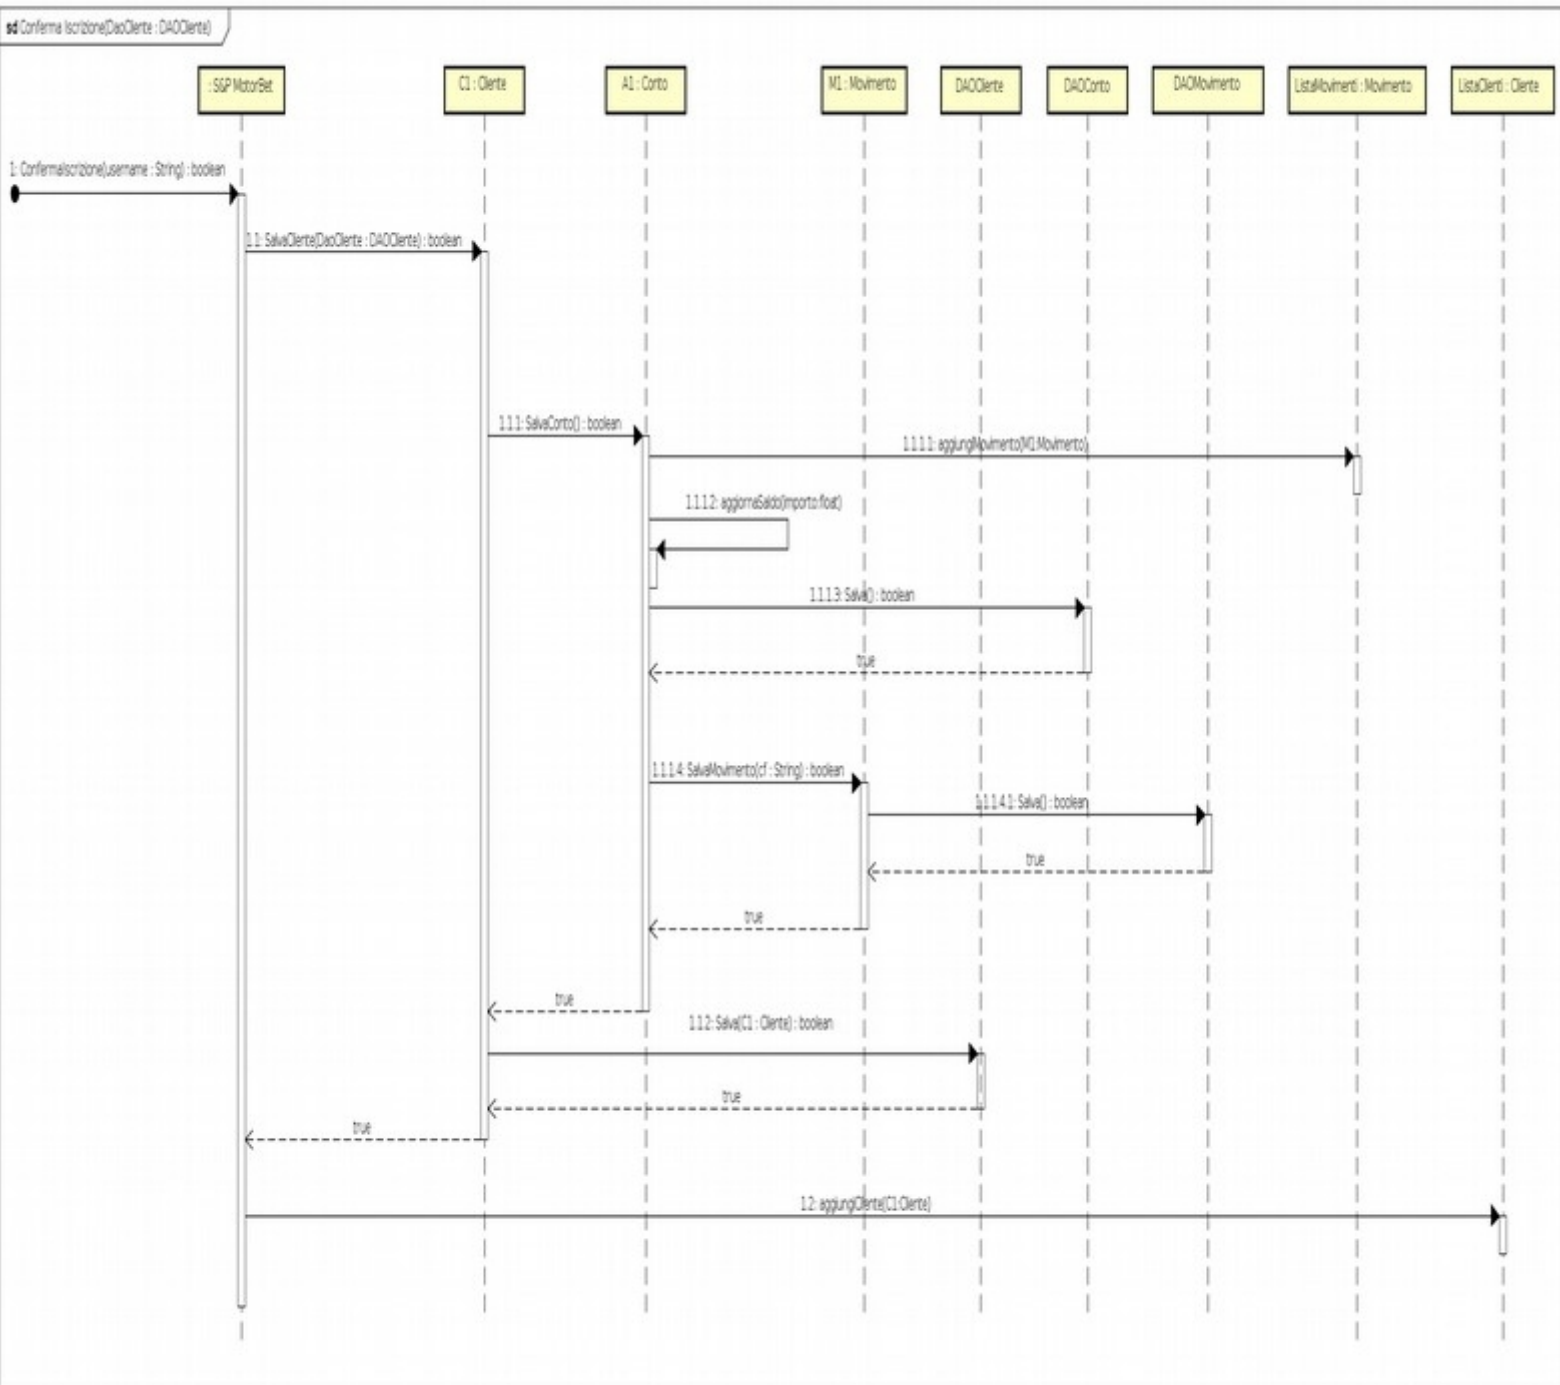 sd Conferma Iscrizione(DaoCliente : DAOCliente)
: S&P MotorBet
C1 : Cliente
A1 : Conto
M1 : Movimento
DAOCliente
DAOConto
DAOMovimento
ListaMovimenti : Movimento
ListaClienti : Cliente
1: ConfermaIscrizione(username : String) : boolean
1.1: SalvaCliente(DaoCliente : DAOCliente) : boolean
1.1.1: SalvaConto() : boolean
1.1.1.1: aggiungiMovimento(M1:Movimento)
1.1.1.2: aggiornaSaldo(importo:float)
1.1.1.3: Salva() : boolean
true
1.1.1.4: SalvaMovimento(cf : String) : boolean
1.1.1.4.1: Salva() : boolean
true
true
true
1.1.2: Salva(C1 : Cliente) : boolean
true
true
1.2: aggiungiCliente(C1:Cliente)